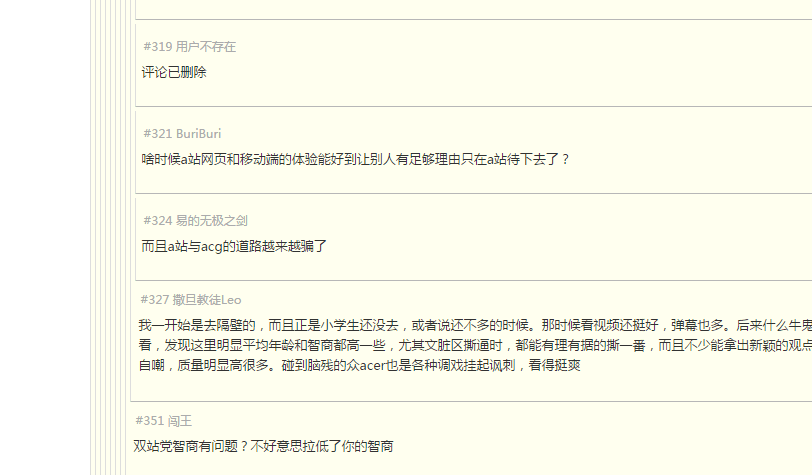 #319 用户不存在
评论已删除
#321 BuriBuri
啥时候a站网页和移动端的体验能好到让别人有足够理由只在a站待下去了？
#324 易的无极之剑
而且a站与acg的道路越来越骗了
#327 撒旦教徒Leo
我一开始是去隔壁的，而且正是小学生还没去，或者说还不多的时候。那时候看视频还挺好，弹幕也多。后来什么牛鬼
看，发现这里明显平均年龄和智商都高一些，尤其文脏区撕逼时，都能有理有据的撕一番，而且不少能拿出新颖的观点
自嘲，质量明显高很多。碰到脑残的众acer也是各种调戏挂起讽刺，看得挺爽
#351 闯王
双站党智商有问题？不好意思拉低了你的智商